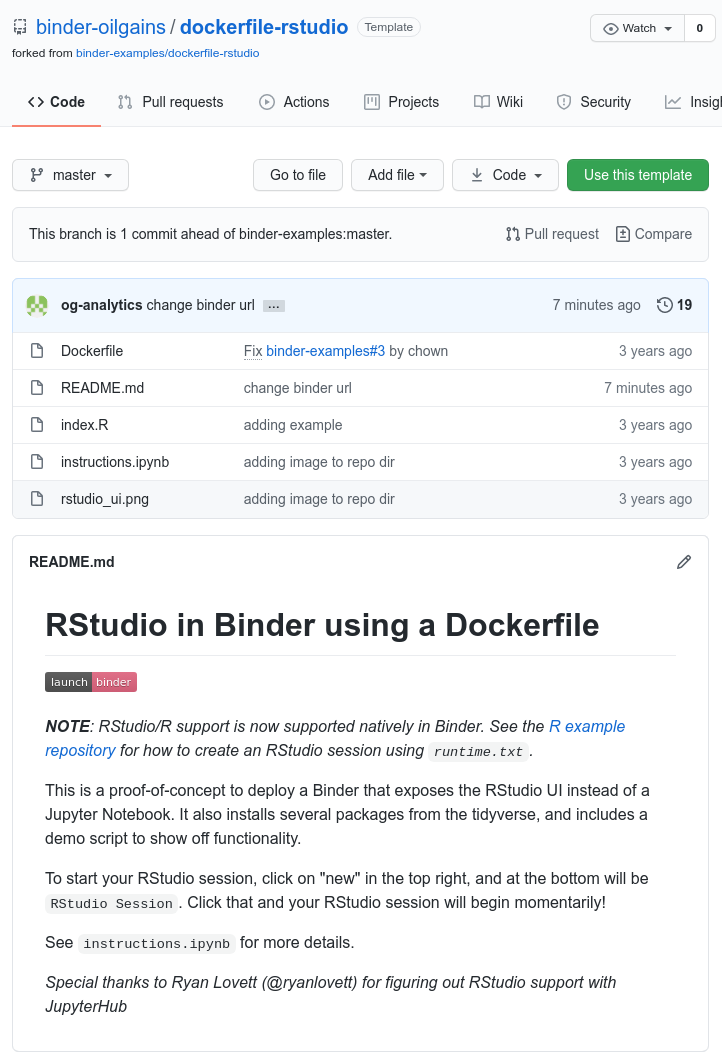 binder-oilgains / dockerfile-rstudio Template Watch 0
forked from binder-examples/dockerfile-rstudio
<> Code Pull requests Actions Projects Wiki Security Insig
master Go to file Add file Code Use this template
This branch is 1 commit ahead of binder-examples:master. Pull request Compare
og-analytics change binder url ... 7 minutes ago 19
Dockerfile Fix binder-examples#3 by chown 3 years ago
README.md change binder url 7 minutes ago
index.R adding example 3 years ago
instructions.ipynb adding image to repo dir 3 years ago
rstudio_ui.png adding image to repo dir 3 years ago
README.md
RStudio in Binder using a Dockerfile
launch binder
NOTE: RStudio/R support is now supported natively in Binder. See the R example
repository for how to create an RStudio session using runtime.txt.
This is a proof-of-concept to deploy a Binder that exposes the RStudio UI instead of a
Jupyter Notebook. It also installs several packages from the tidyverse, and includes a
demo script to show off functionality.
To start your RStudio session, click on "new" in the top right, and at the bottom will be
RStudio Session. Click that and your RStudio session will begin momentarily!
See instructions.ipynb for more details.
Special thanks to Ryan Lovett (@ryanlovett) for figuring out RStudio support with
JupyterHub